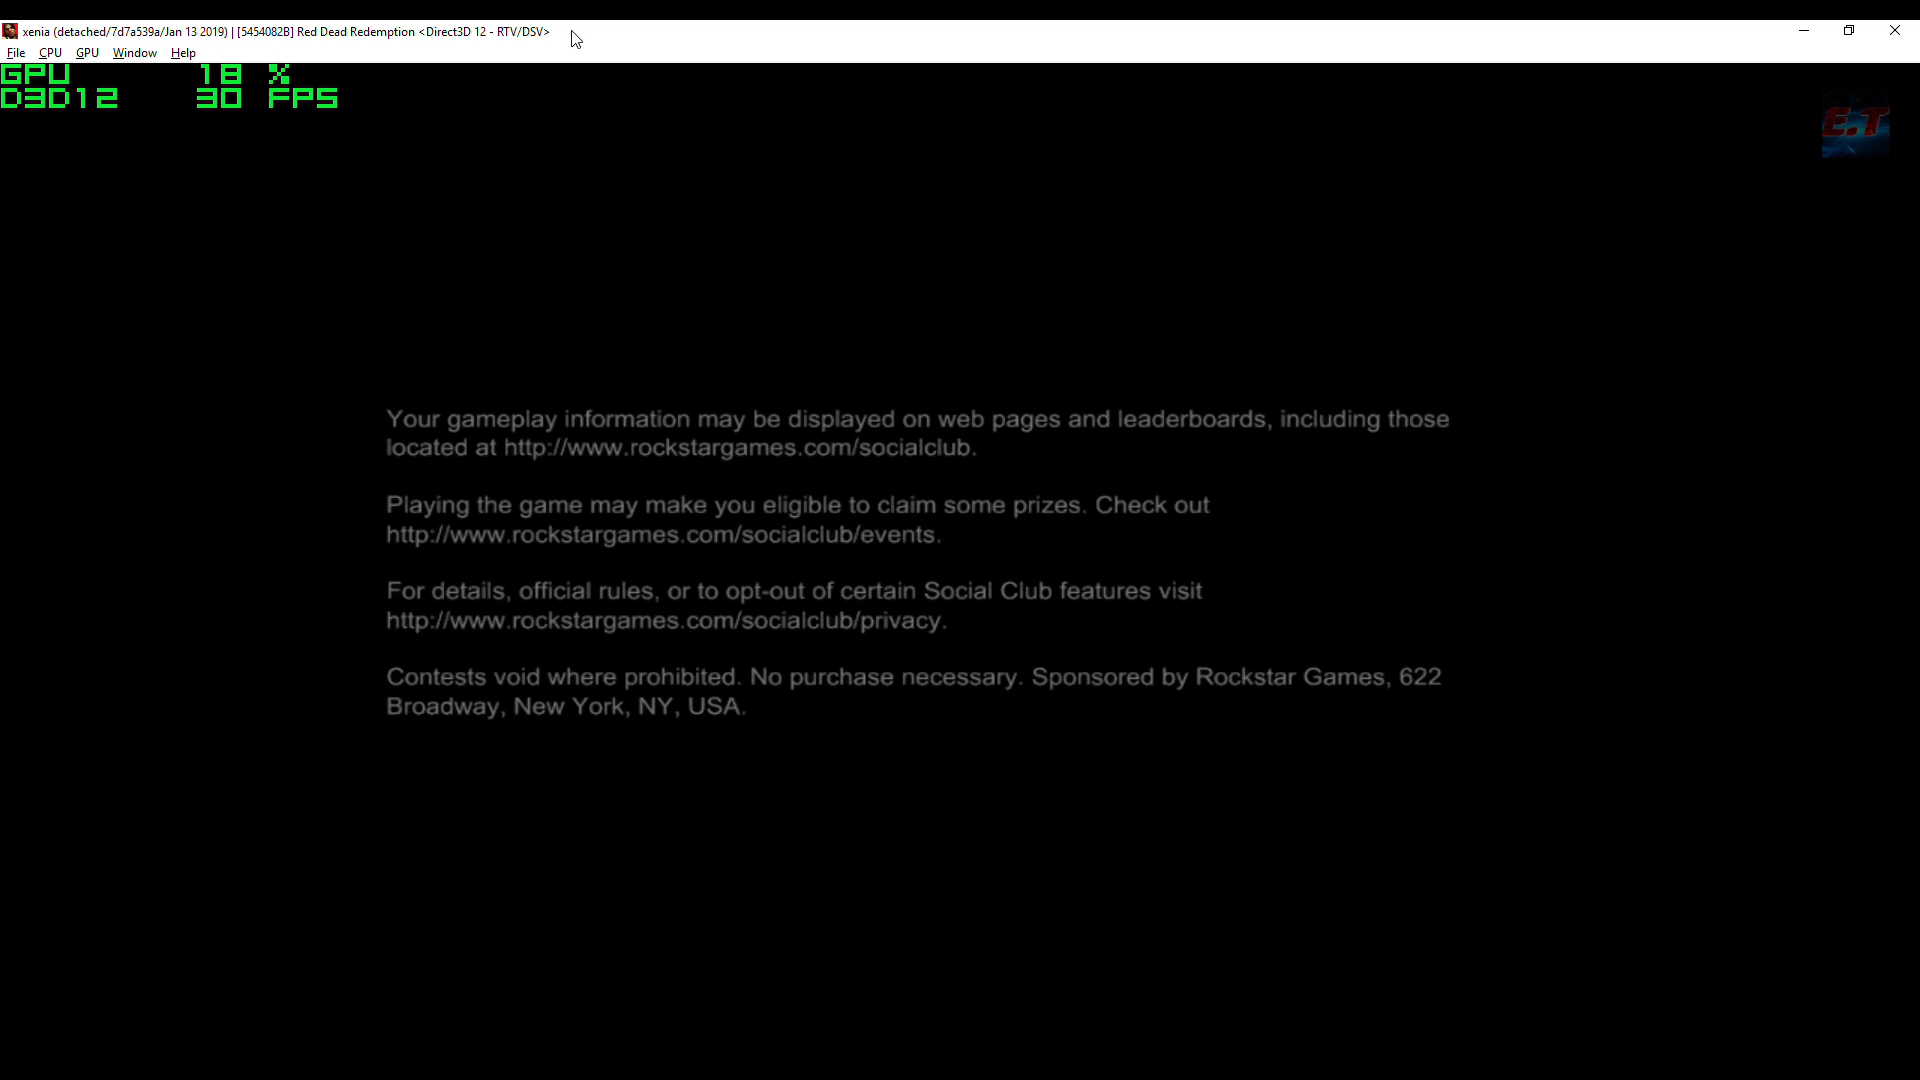 xenia (detached/7d7a539a/Jan 13 2019) | [5454082B] Red Dead Redemption <Direct3D 12 - RTV/DSV>
File CPU GPU Window Help
GPU 18 %
D3D12 30 FPS
E.T
Your gameplay information may be displayed on web pages and leaderboards, including those
located at http://www.rockstargames.com/socialclub.
Playing the game may make you eligible to claim some prizes. Check out
http://www.rockstargames.com/socialclub/events.
For details, official rules, or to opt-out of certain Social Club features visit
http://www.rockstargames.com/socialclub/privacy.
Contests void where prohibited. No purchase necessary. Sponsored by Rockstar Games, 622
Broadway, New York, NY, USA.